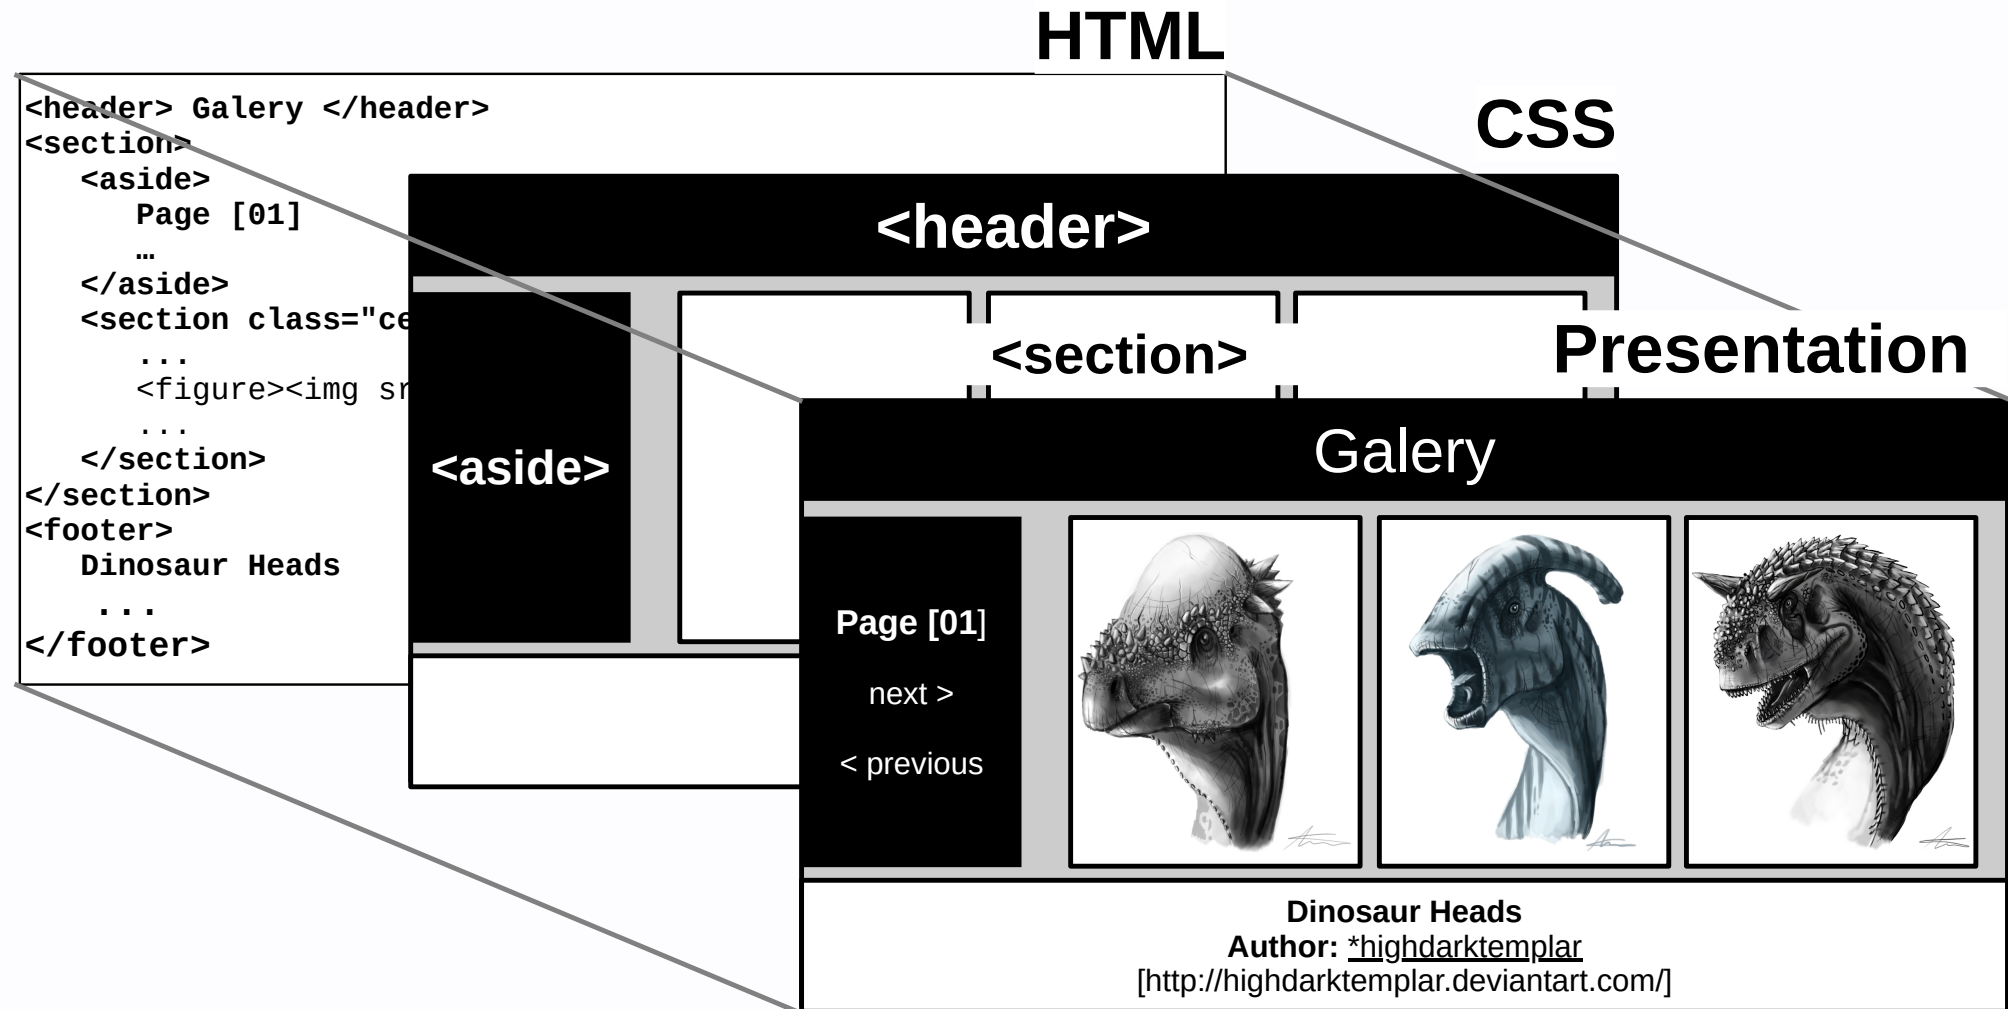 HTML
<header> Galery </header>
<section>
<aside>
Page [01]
…
</aside>
<section class="ce
...
<figure><img sr
...
</section>
</section>
<footer>
Dinosaur Heads
...
</footer>
CSS
<header>
<section>
<aside>
Presentation
Galery
Page [01]
next >
< previous
Dinosaur Heads
Author: *highdarktemplar
[http://highdarktemplar.deviantart.com/]